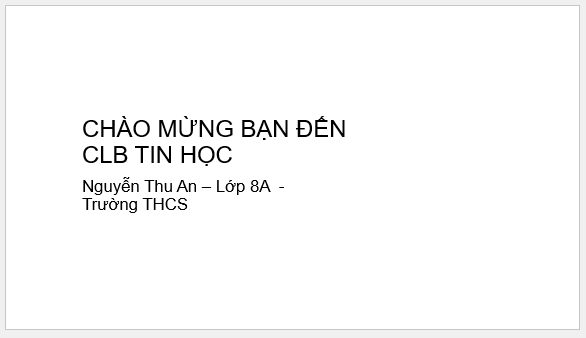 CHÀO MỪNG BẠN ĐẾN
CLB TIN HỌC
Nguyễn Thu An – Lớp 8A  -
Trường THCS